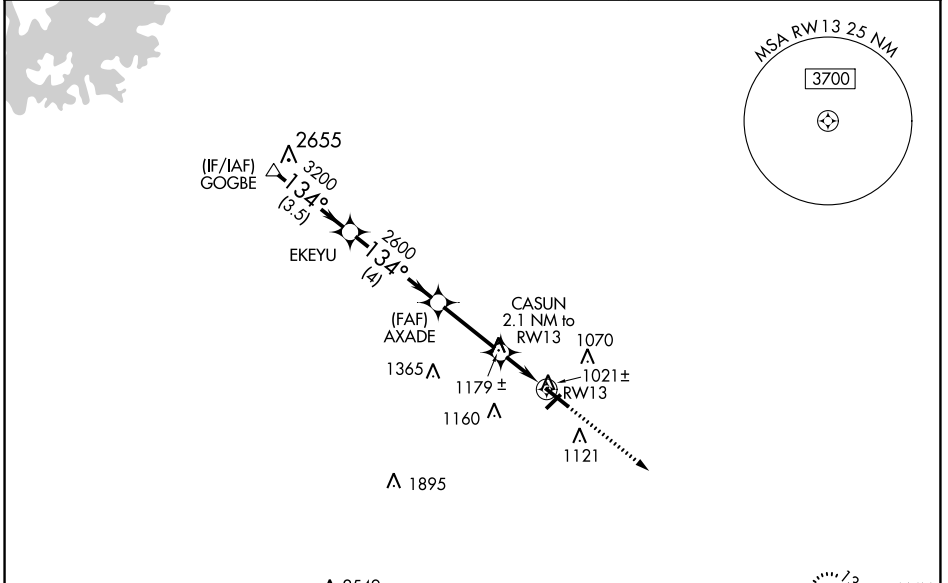 MSA RW13 25 NM
3700
2655
(IF/IAF)
GOGBE
3200
134°
(3.5)
EKEYU
2600
134°
(4)
(FAF)
AXADE
CASUN
2.1 NM to
RW13
1070
1365
1179 ±
1021±
RW13
1160
1121
1895